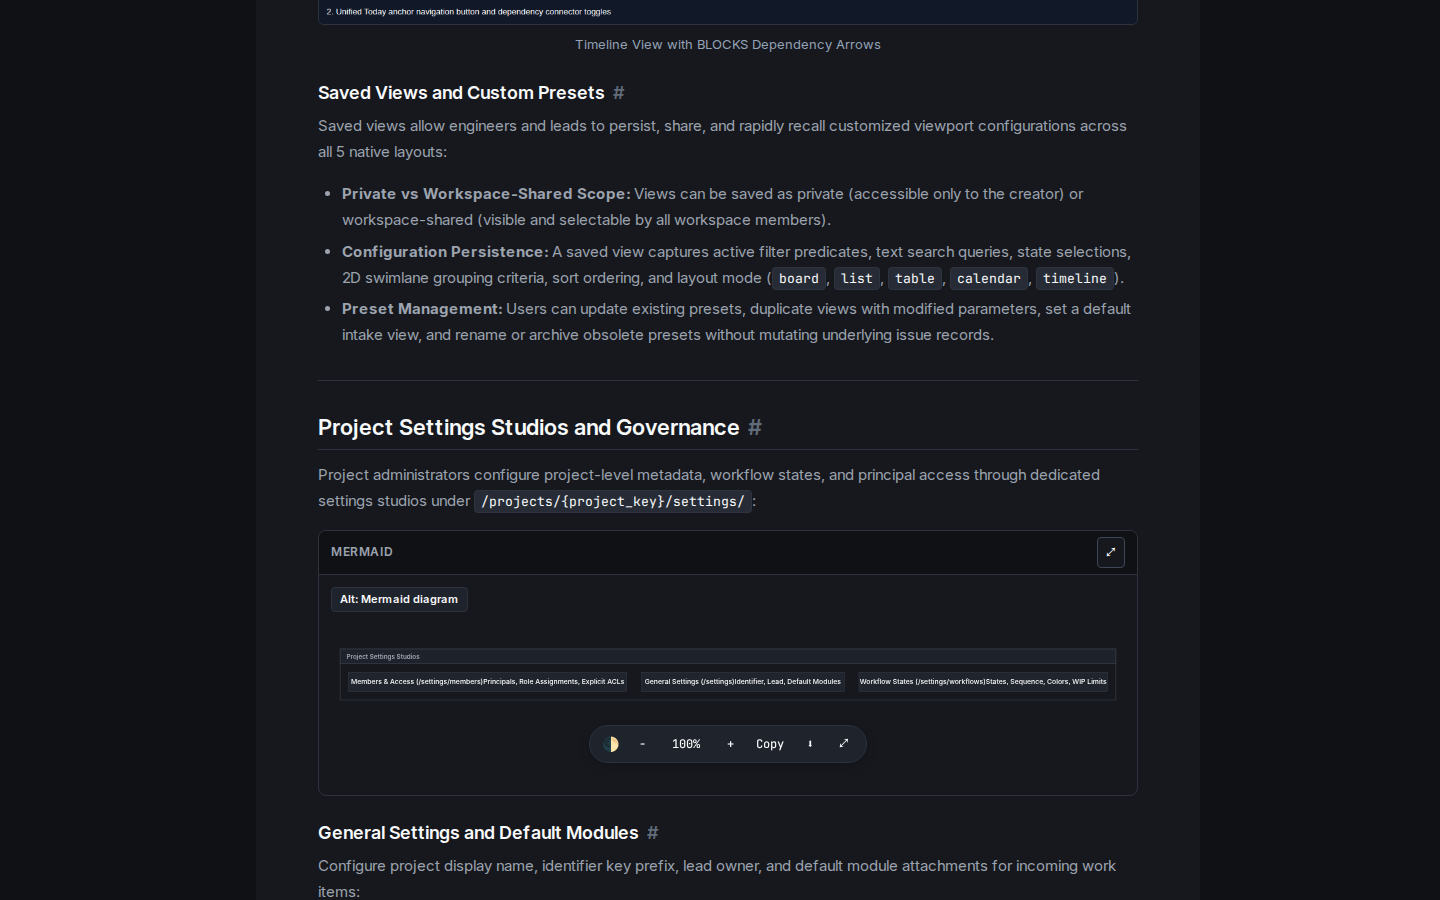 2. Unified Today anchor navigation button and dependency connector toggles
Timeline View with BLOCKS Dependency Arrows
Saved Views and Custom Presets #
Saved views allow engineers and leads to persist, share, and rapidly recall customized viewport configurations across
all 5 native layouts:
• Private vs Workspace-Shared Scope: Views can be saved as private (accessible only to the creator) or
workspace-shared (visible and selectable by all workspace members).
• Configuration Persistence: A saved view captures active filter predicates, text search queries, state selections,
2D swimlane grouping criteria, sort ordering, and layout mode ( board , list , table , calendar , timeline ).
• Preset Management: Users can update existing presets, duplicate views with modified parameters, set a default
intake view, and rename or archive obsolete presets without mutating underlying issue records.
Project Settings Studios and Governance #
Project administrators configure project-level metadata, workflow states, and principal access through dedicated
settings studios under /projects/{project_key}/settings/ :
MERMAID
Alt: Mermaid diagram
Project Settings Studios
Members & Access (/settings/members)Principals, Role Assignments, Explicit ACLs
General Settings (/settings)Identifier, Lead, Default Modules
Workflow States (/settings/workflows)States, Sequence, Colors, WIP Limits
- 100% + Copy
General Settings and Default Modules #
Configure project display name, identifier key prefix, lead owner, and default module attachments for incoming work
items: